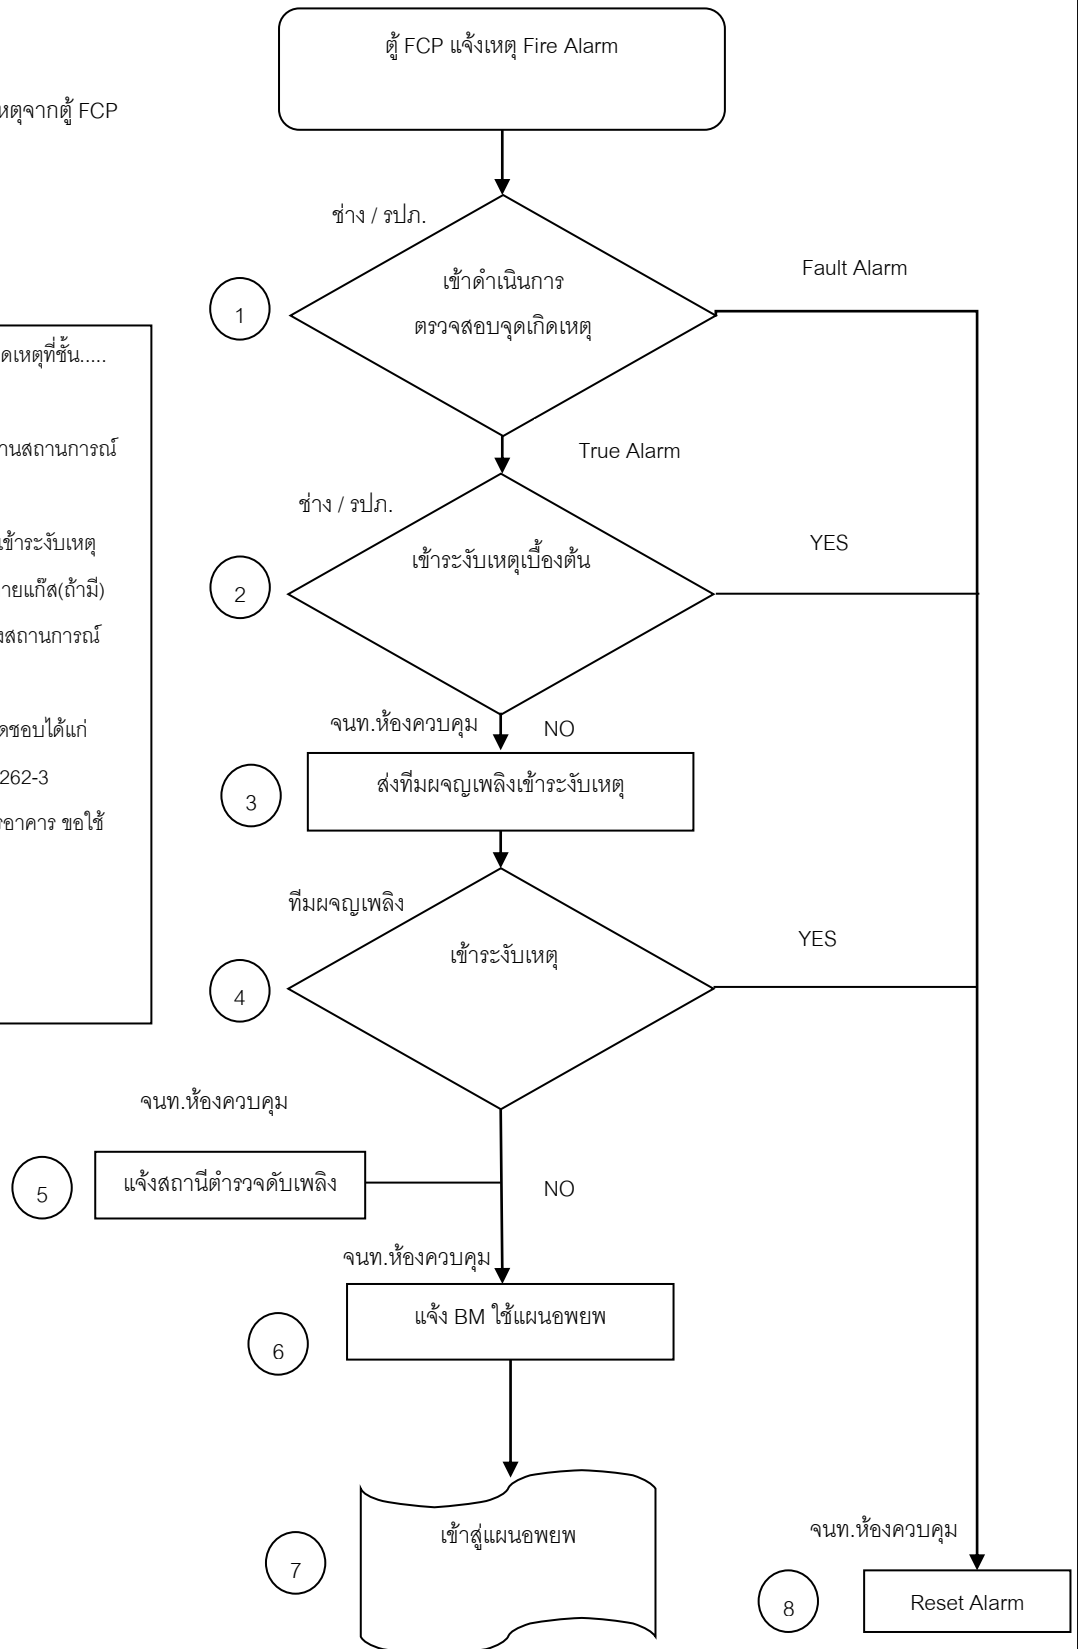 ตู้ FCP แจ้งเหตุ Fire Alarm
หตุจากตู้ FCP
ช่าง / รปภ.
เข้าดำเนินการ
ตรวจสอบจุดเกิดเหตุ
1
Fault Alarm
ดเหตุที่ชั้น.....
านสถานการณ์
เข้าระงับเหตุ
ายแก๊ส(ถ้ามี)
งสถานการณ์
ดชอบได้แก่
262-3
รอาคาร ขอใช้
True Alarm
ช่าง / รปภ.
เข้าระงับเหตุเบื้องต้น
2
YES
จนท.ห้องควบคุม
NO
ส่งทีมผจญเพลิงเข้าระงับเหตุ
3
ทีมผจญเพลิง
เข้าระงับเหตุ
4
YES
จนท.ห้องควบคุม
แจ้งสถานีตำรวจดับเพลิง
5
NO
จนท.ห้องควบคุม
แจ้ง BM ใช้แผนอพยพ
6
เข้าสู่แผนอพยพ
7
จนท.ห้องควบคุม
8
Reset Alarm